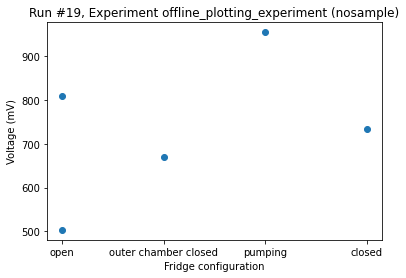 Run #19, Experiment offline_plotting_experiment (nosample)
Voltage (mV)
900
800
700
600
500
open outer chamber closed pumping closed
Fridge configuration